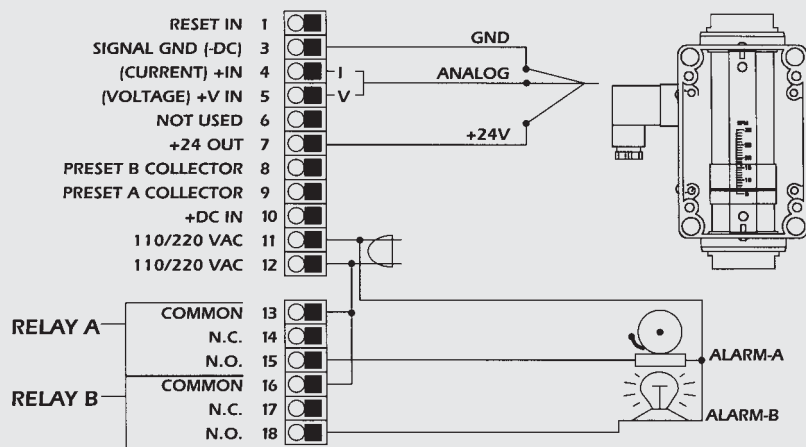 RESET IN 1
SIGNAL GND (-DC) 3
(CURRENT) +IN 4 I
(VOLTAGE) +V IN 5 V
NOT USED 6
+24 OUT 7
PRESET B COLLECTOR 8
PRESET A COLLECTOR 9
+DC IN 10
110/220 VAC 11
110/220 VAC 12
GND
ANALOG
+24V
RELAY A
COMMON 13
N.C. 14
N.O. 15
RELAY B
COMMON 16
N.C. 17
N.O. 18
ALARM-A
ALARM-B